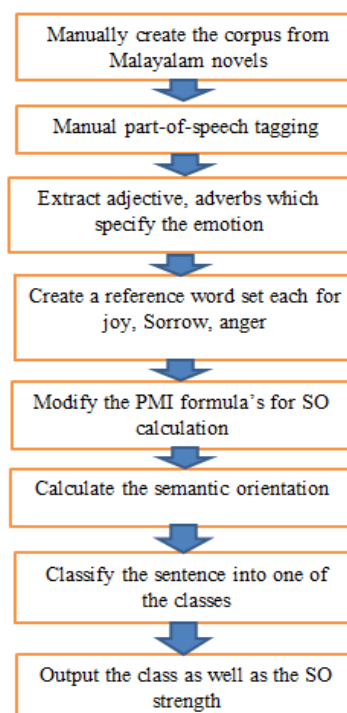 Manually create the corpus from
Malayalam novels
Manual part-of-speech tagging
Extract adjective, adverbs which
specify the emotion
Create a reference word set each for
joy, Sorrow, anger
Modify the PMI formula’s for SO
calculation
Calculate the semantic orientation
Classify the sentence into one of
the classes
Output the class as well as the SO
strength